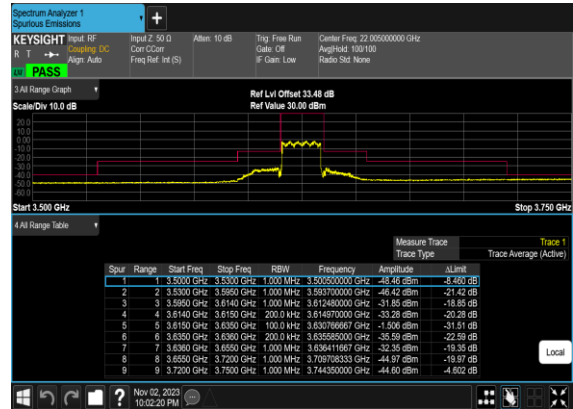 Spectrum Analyzer 1
Spurious Emissions
+
KEYSIGHT Input: RF Input Z: 50 Ω Atten: 10 dB Trig: Free Run Center Freq: 22.005000000 GHz
R T Coupling: DC Corr CCorr Gate: Off Avg|Hold: 100/100
Align: Auto Freq Ref: Int (S) IF Gain: Low Radio Std: None
LW PASS
3 All Range Graph
Ref Lvl Offset 33.48 dB
Scale/Div 10.0 dB Ref Value 30.00 dBm
20.0
10.0
0.00
-10.0
-20.0
-30.0
-40.0
-50.0
-60.0
Start 3.500 GHz Stop 3.750 GHz
4 All Range Table
Measure Trace Trace 1
Trace Type Trace Average (Active)
Spur Range Start Freq Stop Freq RBW Frequency Amplitude ΔLimit
1 1 3.5000 GHz 3.5300 GHz 1.000 MHz 3.500500000 GHz -48.46 dBm -8.460 dB
2 2 3.5300 GHz 3.5950 GHz 1.000 MHz 3.593700000 GHz -46.42 dBm -21.42 dB
3 3 3.5950 GHz 3.6140 GHz 1.000 MHz 3.612480000 GHz -31.85 dBm -18.85 dB
4 4 3.6140 GHz 3.6150 GHz 200.0 kHz 3.614970000 GHz -33.28 dBm -20.28 dB
5 5 3.6150 GHz 3.6350 GHz 100.0 kHz 3.630766667 GHz -1.506 dBm -31.51 dB
6 6 3.6350 GHz 3.6360 GHz 200.0 kHz 3.635585000 GHz -35.59 dBm -22.59 dB
7 7 3.6360 GHz 3.6550 GHz 1.000 MHz 3.636411667 GHz -32.35 dBm -19.35 dB
8 8 3.6550 GHz 3.7200 GHz 1.000 MHz 3.709708333 GHz -44.97 dBm -19.97 dB
9 9 3.7200 GHz 3.7500 GHz 1.000 MHz 3.744350000 GHz -44.60 dBm -4.602 dB
Local
? Nov 02, 2023
10:02:20 PM